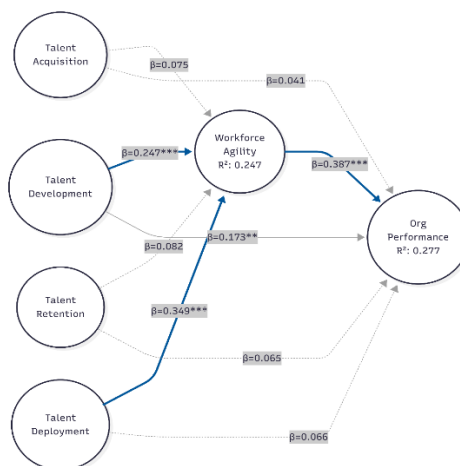 Talent
Acquisition
β=0.075
β=0.041
Workforce
Agility
R²: 0.247
β=0.247***
β=0.387***
Talent
Development
Org
Performance
R²: 0.277
β=0.173**
β=0.082
Talent
Retention
β=0.349***
β=0.065
β=0.066
Talent
Deployment